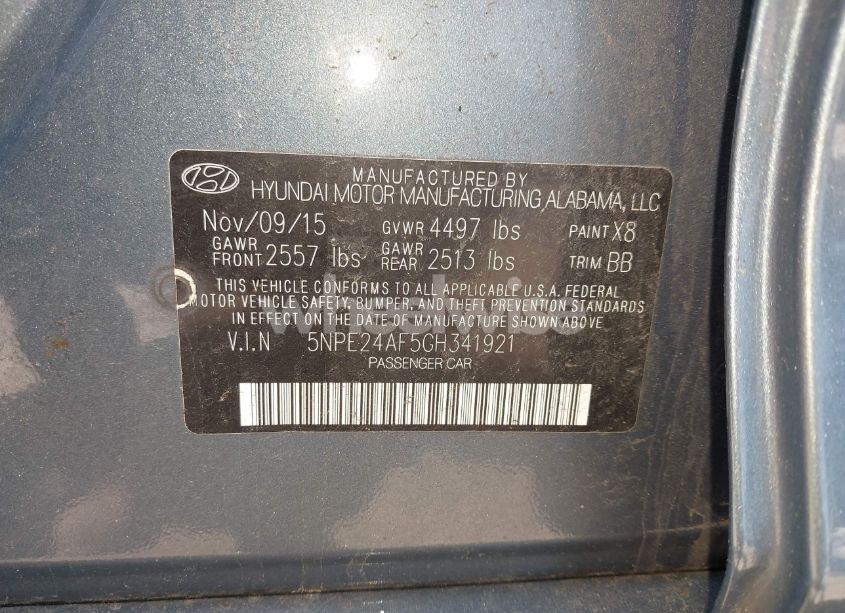 MANUFACTURED BY
HYUNDAI MOTOR MANUFACTURING ALABAMA, LLC
Nov/09/15 GVWR 4497 lbs PAINT X8
GAWR FRONT 2557 lbs GAWR REAR 2513 lbs TRIM BB
THIS VEHICLE CONFORMS TO ALL APPLICABLE U.S.A. FEDERAL
MOTOR VEHICLE SAFETY, BUMPER, AND THEFT PREVENTION STANDARDS
IN EFFECT ON THE DATE OF MANUFACTURE SHOWN ABOVE.
V.I.N 5NPE24AF5GH341921
PASSENGER CAR